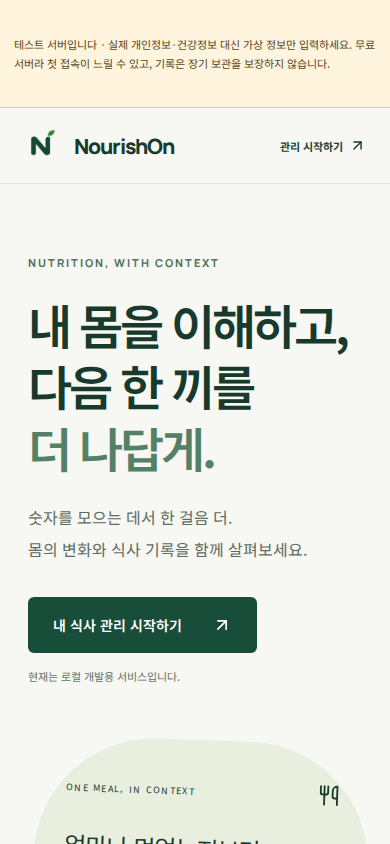 테스트 서버입니다 · 실제 개인정보·건강정보 대신 가상 정보만 입력하세요. 무료
서버라 첫 접속이 느릴 수 있고, 기록은 장기 보관을 보장하지 않습니다.
NourishOn
관리 시작하기
NUTRITION, WITH CONTEXT
내 몸을 이해하고,
다음 한 끼를
더 나답게.
숫자를 모으는 데서 한 걸음 더.
몸의 변화와 식사 기록을 함께 살펴보세요.
내 식사 관리 시작하기
현재는 로컬 개발용 서비스입니다.
ONE MEAL, IN CONTEXT